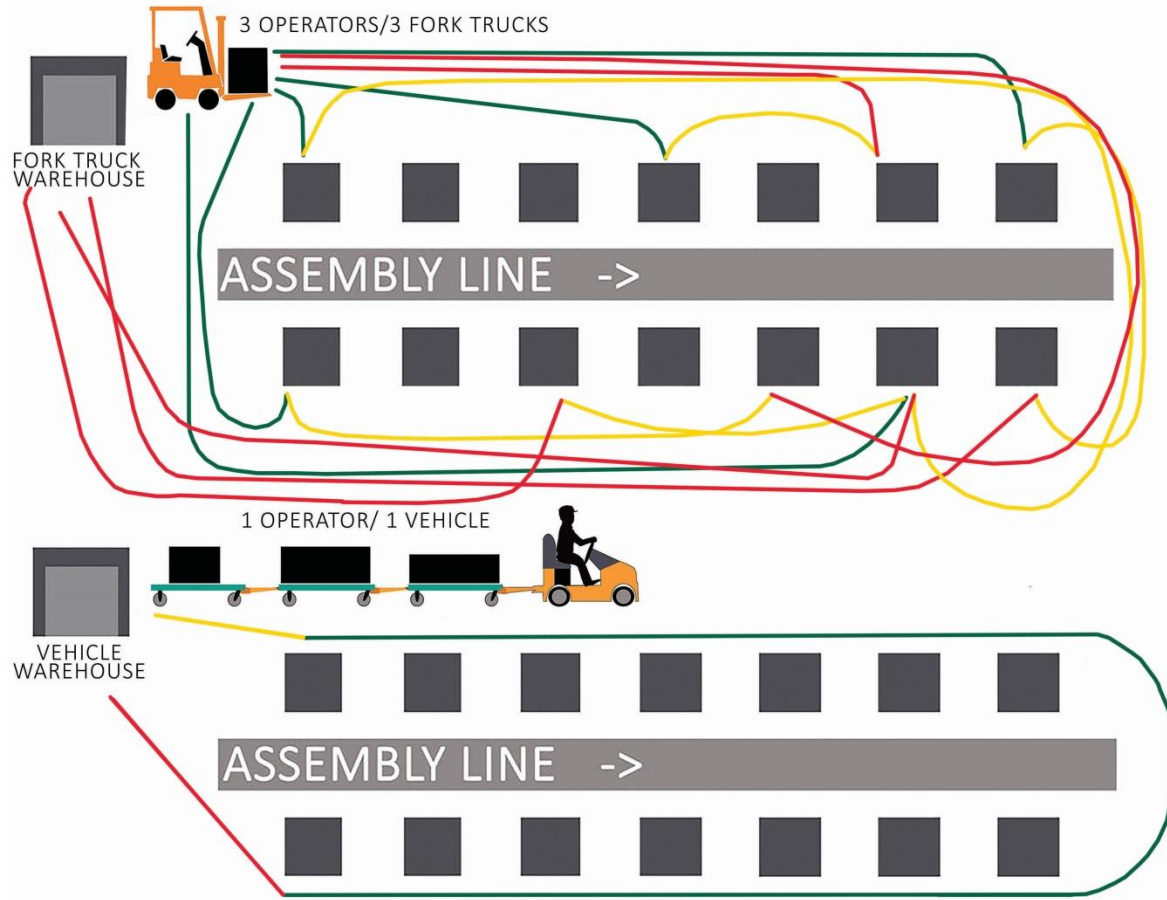 3 OPERATORS/3 FORK TRUCKS
FORK TRUCK
WAREHOUSE
ASSEMBLY LINE ->
1 OPERATOR/ 1 VEHICLE
VEHICLE
WAREHOUSE
ASSEMBLY LINE ->